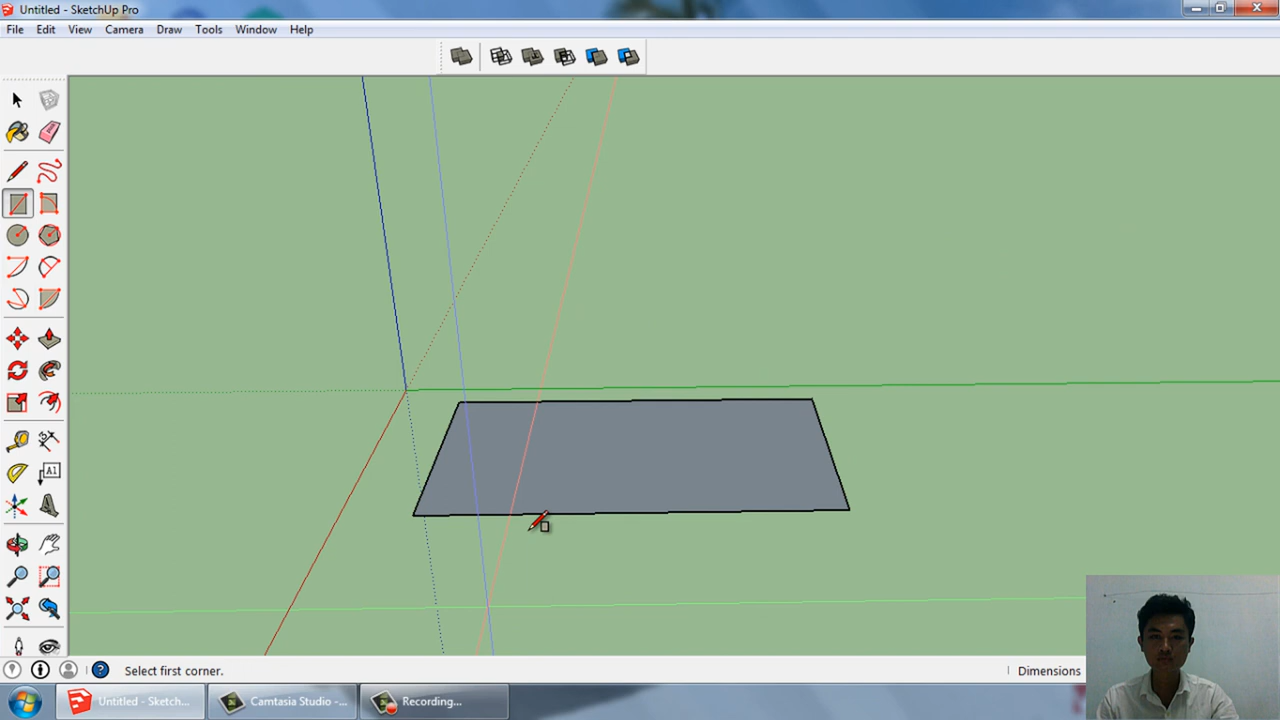 Untitled - SketchUp Pro
File Edit View Camera Draw Tools Window Help
A1
Select first corner.
Dimensions
Untitled - Sketch...
Camtasia Studio -...
Recording...